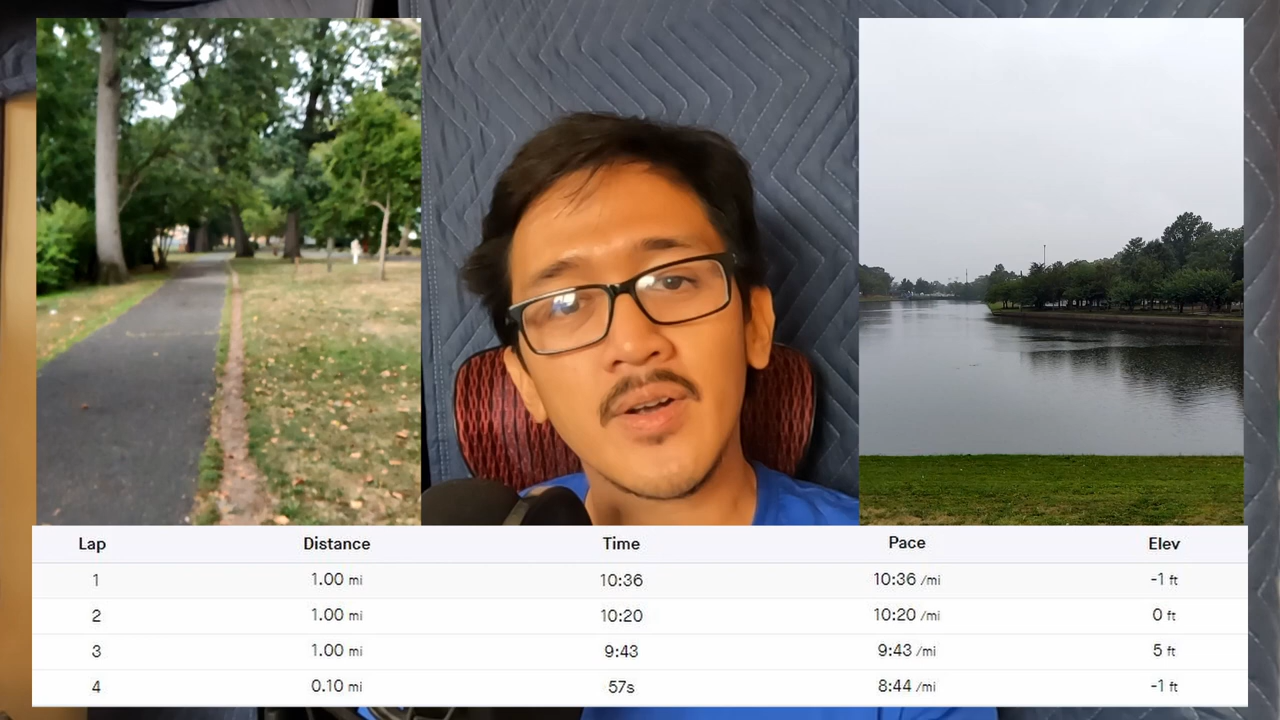 Lap Distance Time Pace Elev
1 1.00 mi 10:36 10:36 /mi -1 ft
2 1.00 mi 10:20 10:20 /mi 0 ft
3 1.00 mi 9:43 9:43 /mi 5 ft
4 0.10 mi 57s 8:44 /mi -1 ft